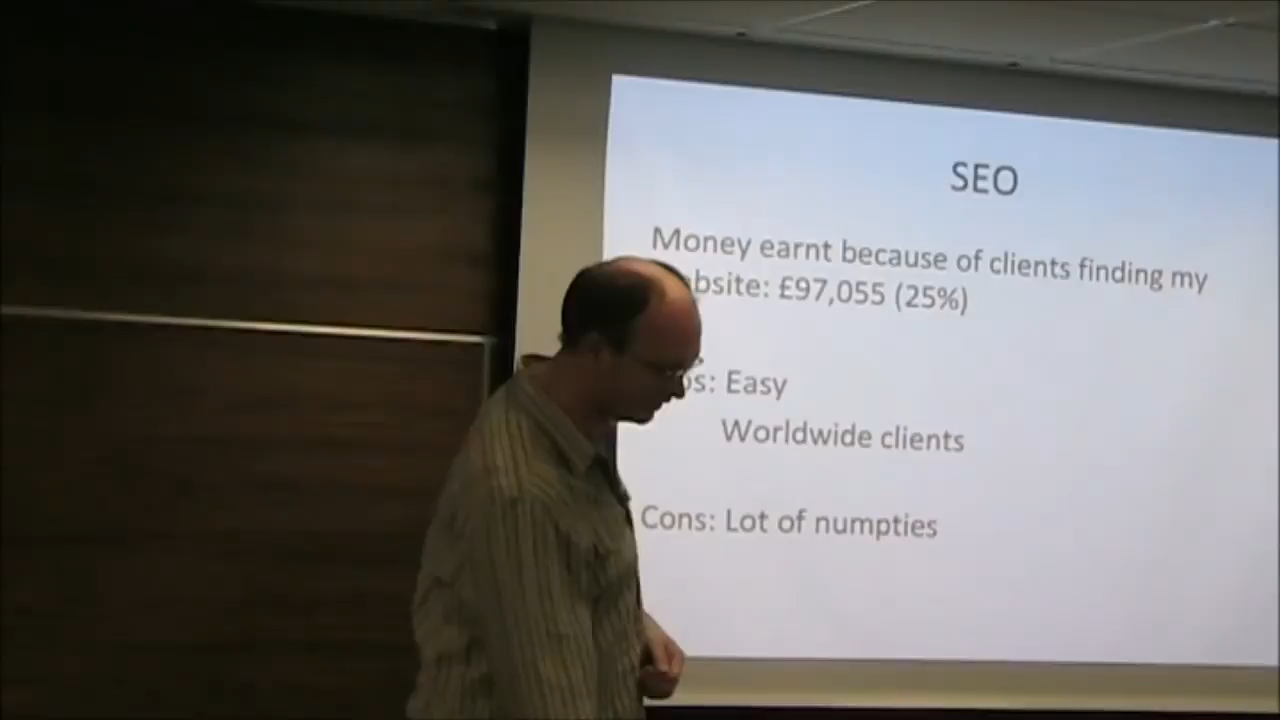 SEO
Money earnt because of clients finding my
bsite: £97,055 (25%)
os: Easy
Worldwide clients
Cons: Lot of numpties